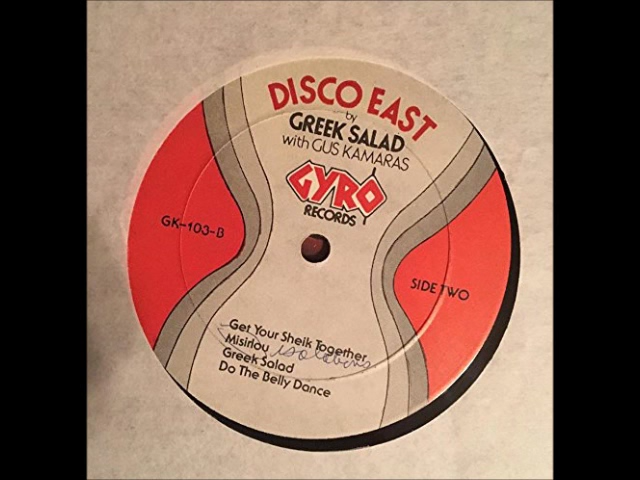 DISCO EAST
by
GREEK SALAD
with GUS KAMARAS
GYRO
RECORDS
GK-103-B
SIDE TWO
Get Your Sheik Together
Misirlou
Greek Salad
Do The Belly Dance